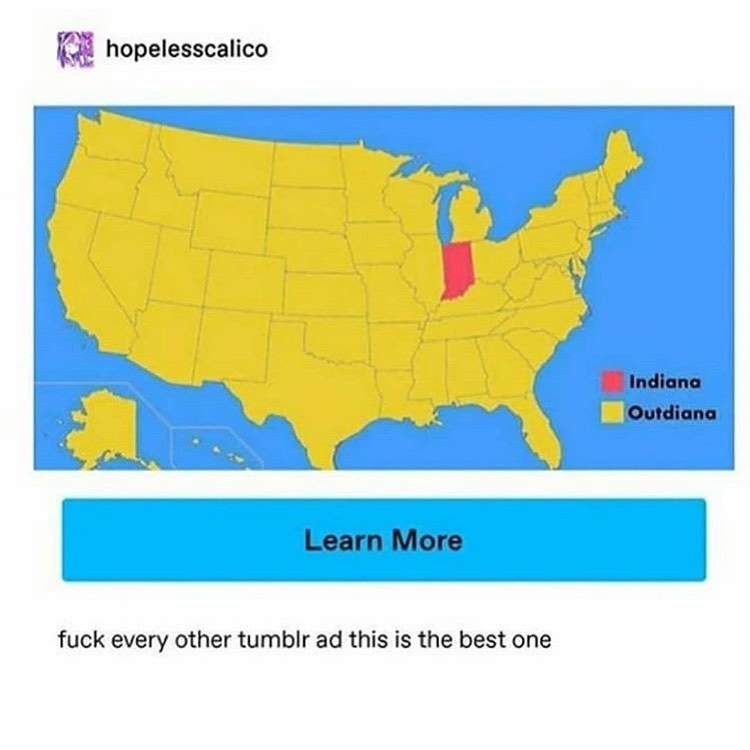 hopelesscalico
Indiana
Outdiana
Learn More
fuck every other tumblr ad this is the best one